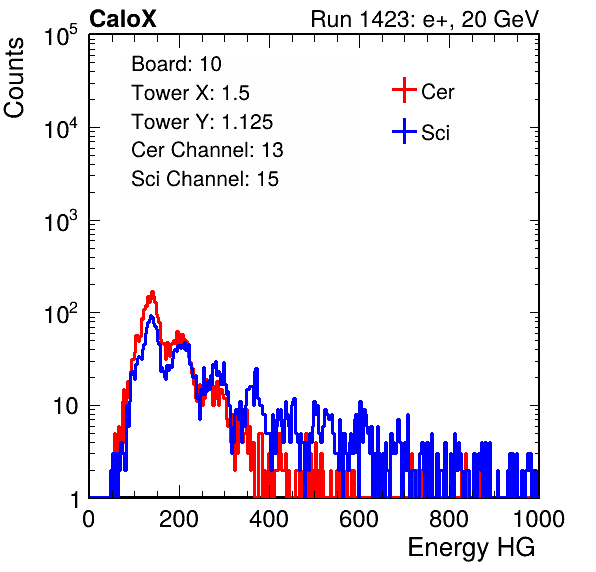 CaloX Run 1423: e+, 20 GeV
Counts
Board: 10
Tower X: 1.5
Tower Y: 1.125
Cer Channel: 13
Sci Channel: 15
Cer
Sci
10^5
10^4
10^3
10^2
10
1
0 200 400 600 800 1000
Energy HG